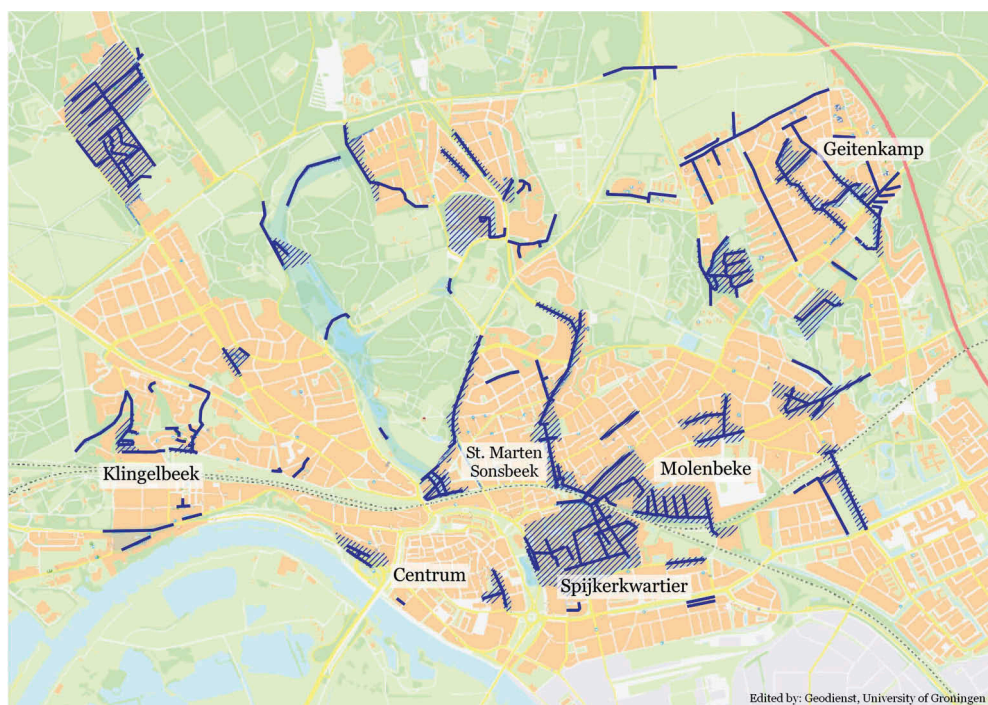 Geitenkamp
St. Marten
Sonsbeek
Molenbeke
Klingelbeek
Centrum
Spijkerkwartier
Edited by: Geodienst, University of Groningen